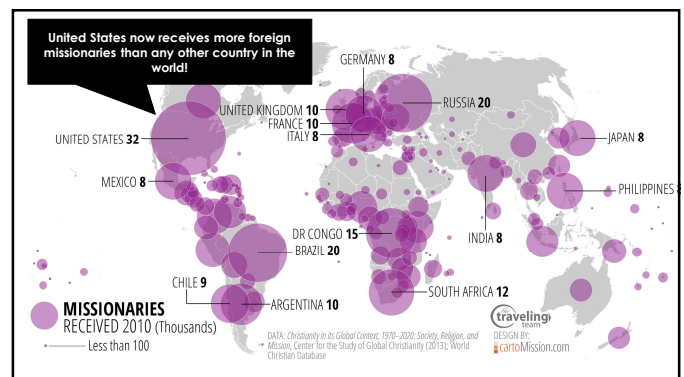 United States now receives more foreign
missionaries than any other country in the
world!
GERMANY 8
UNITED KINGDOM 10
RUSSIA 20
FRANCE 10
ITALY 8
UNITED STATES 32
JAPAN 8
MEXICO 8
PHILIPPINES 8
DR CONGO 15
INDIA 8
BRAZIL 20
CHILE 9
ARGENTINA 10
SOUTH AFRICA 12
MISSIONARIES
RECEIVED 2010 (Thousands)
Less than 100
DATA: Christianity in its Global Context, 1970–2020: Society, Religion, and
Mission, Center for the Study of Global Christianity (2013); World
Christian Database
the
traveling
team
DESIGN BY:
cartoMission.com